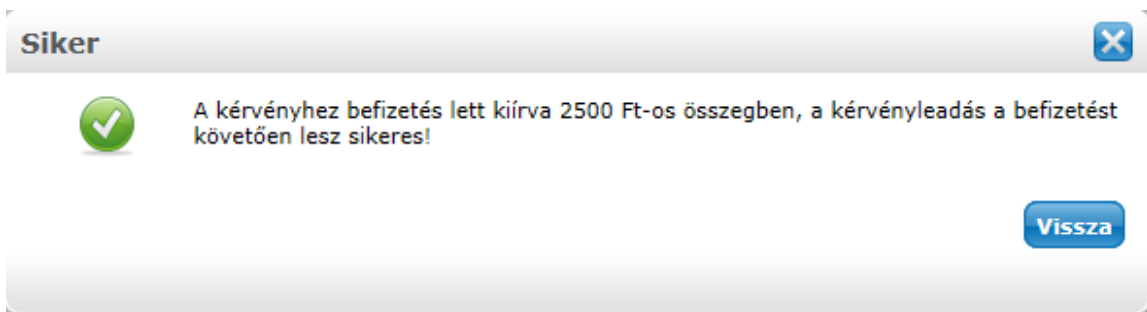 Siker
A kérvényhez befizetés lett kiírva 2500 Ft-os összegben, a kérvényleadás a befizetést
követően lesz sikeres!
Vissza